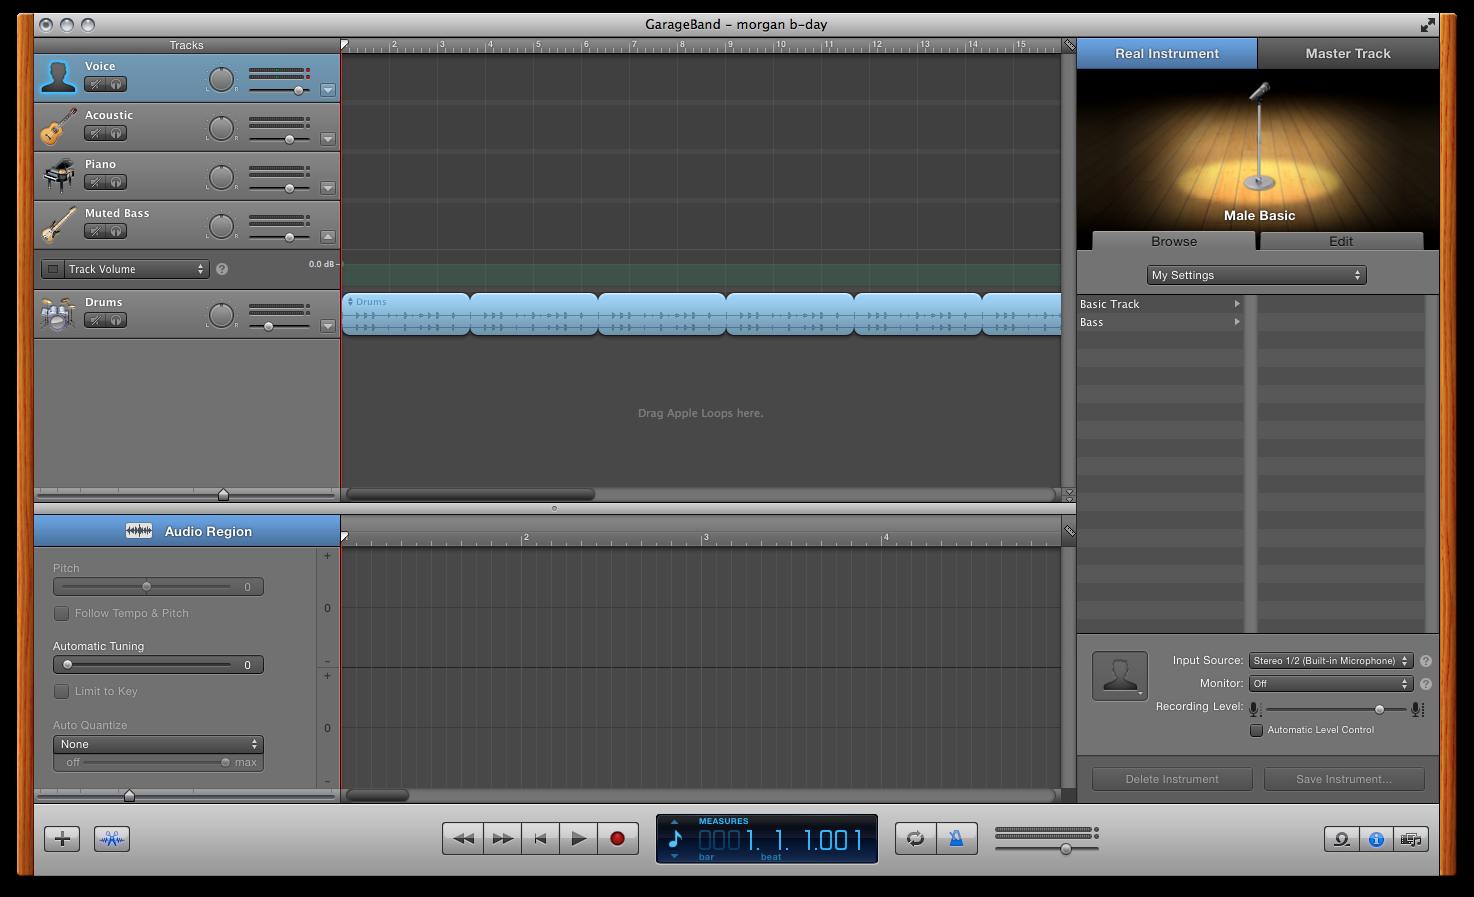 GarageBand – morgan b-day
Tracks
2 3 4 5 6 7 8 9 10 11 12 13 14 15
Real Instrument
Master Track
Voice
L R
Acoustic
L R
Piano
L R
Muted Bass
L R
Track Volume
?
0.0 dB
Drums
L R
Drums
Drag Apple Loops here.
Male Basic
Browse
Edit
My Settings
Basic Track
Bass
Audio Region
2 3 4
Pitch
0
Follow Tempo & Pitch
Automatic Tuning
0
Limit to Key
Auto Quantize
None
off max
+
0
-
+
0
-
Input Source: Stereo 1/2 (Built-in Microphone) ?
Monitor: Off ?
Recording Level:
Automatic Level Control
Delete Instrument
Save Instrument...
MEASURES
0001. 1. 1.001
bar beat